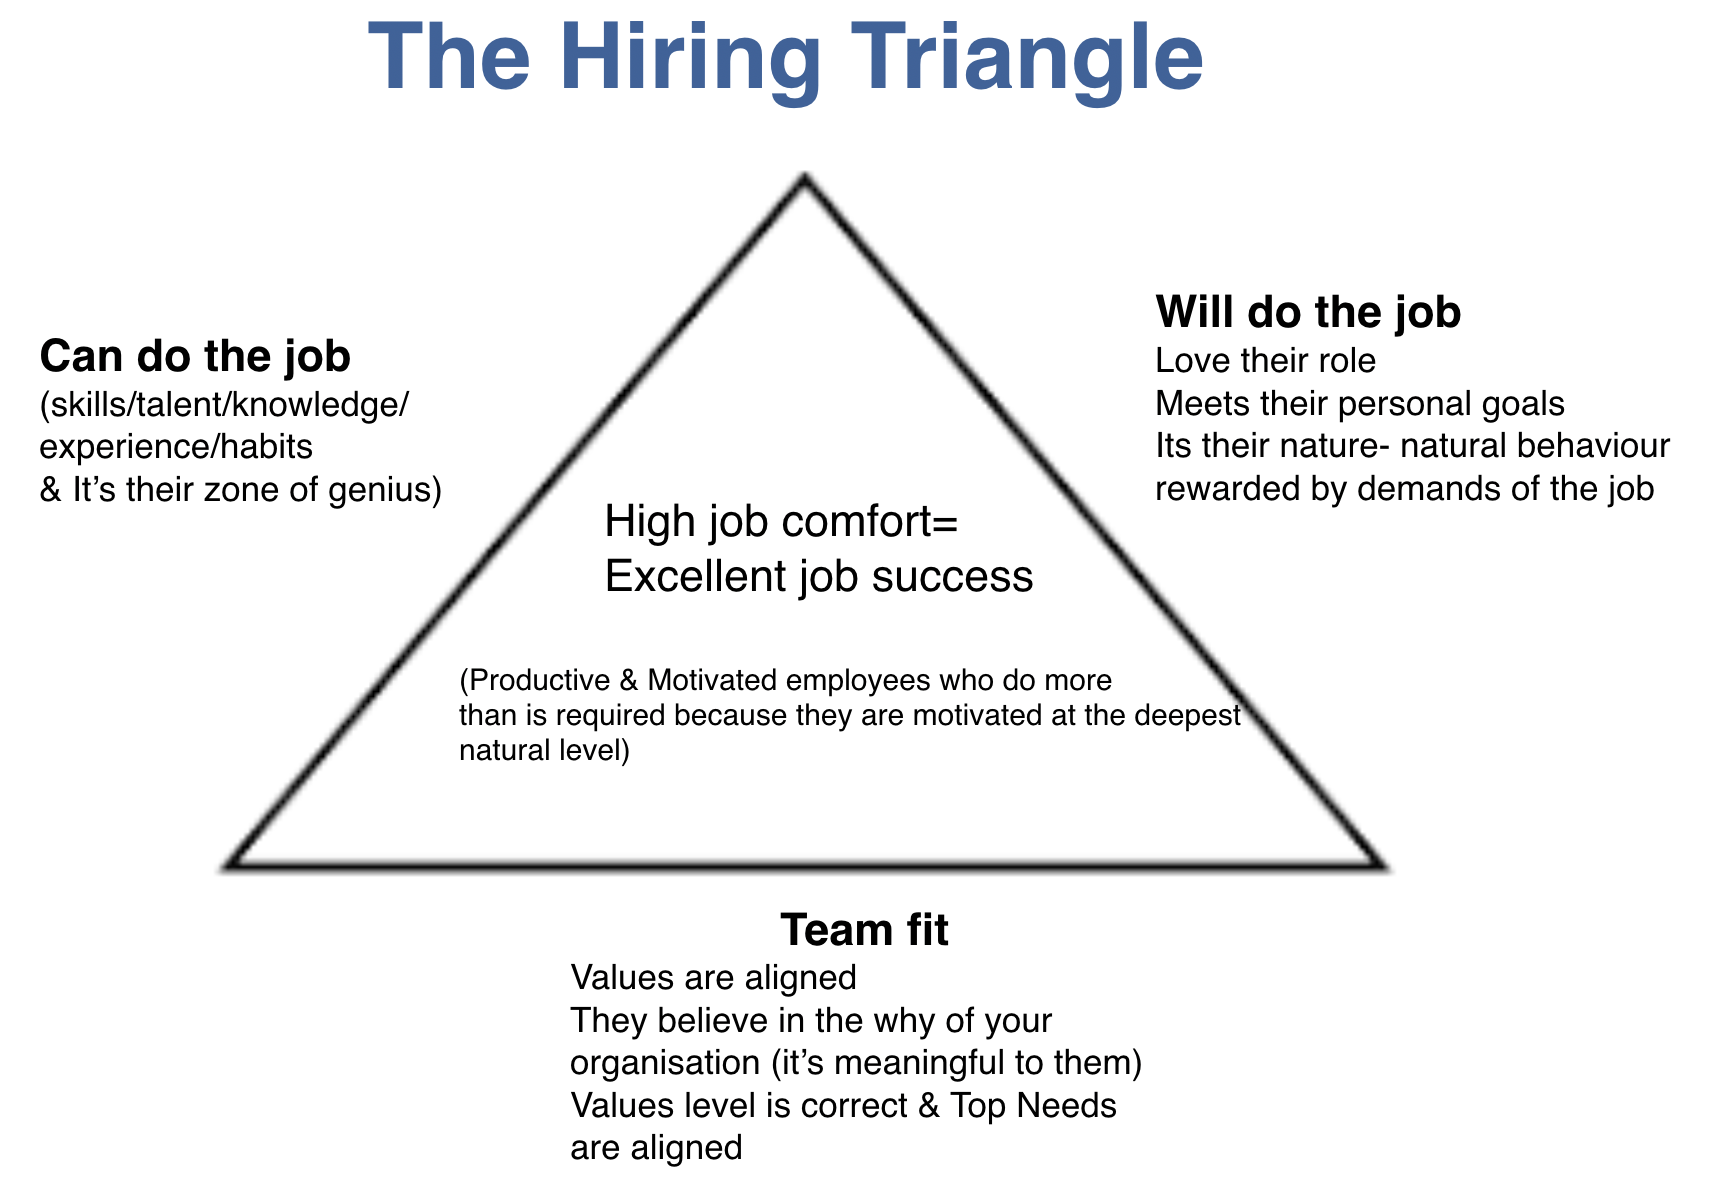 The Hiring Triangle
Can do the job
(skills/talent/knowledge/
experience/habits
& It’s their zone of genius)
Will do the job
Love their role
Meets their personal goals
Its their nature- natural behaviour
rewarded by demands of the job
High job comfort=
Excellent job success
(Productive & Motivated employees who do more
than is required because they are motivated at the deepest
natural level)
Team fit
Values are aligned
They believe in the why of your
organisation (it’s meaningful to them)
Values level is correct & Top Needs
are aligned